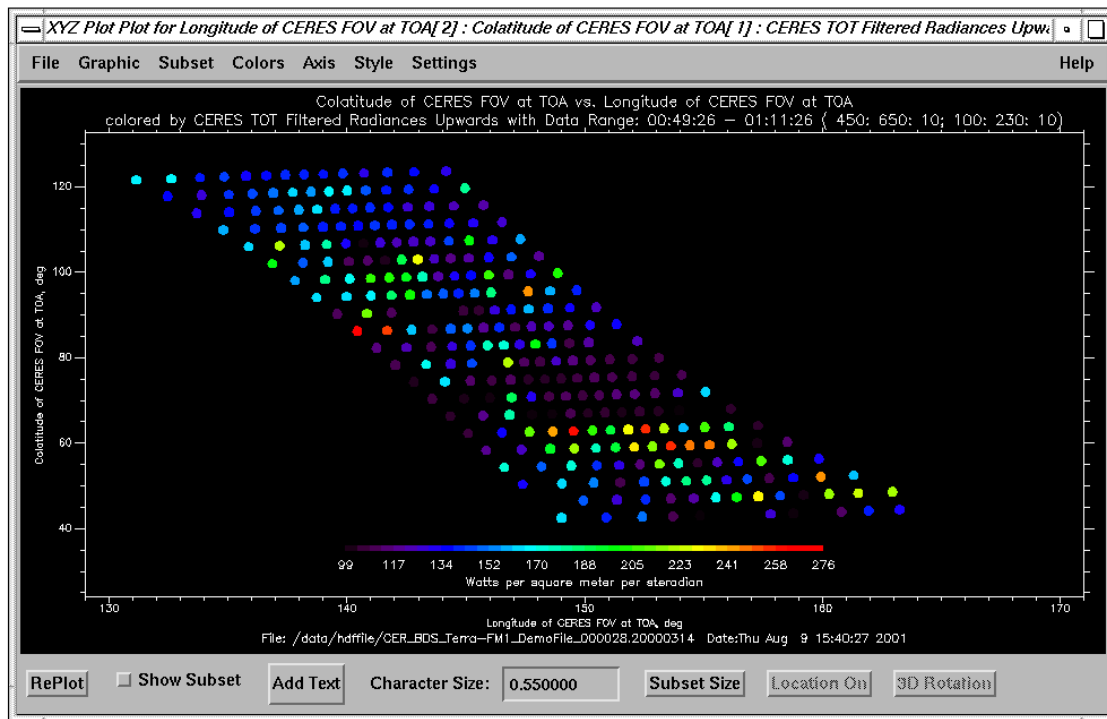 XYZ Plot Plot for Longitude of CERES FOV at TOA[ 2] : Colatitude of CERES FOV at TOA[ 1] : CERES TOT Filtered Radiances Upwa
File Graphic Subset Colors Axis Style Settings Help
Colatitude of CERES FOV at TOA vs. Longitude of CERES FOV at TOA
colored by CERES TOT Filtered Radiances Upwards with Data Range: 00:49:26 - 01:11:26 ( 450: 650: 10; 100: 230: 10)
Colatitude of CERES FOV at TOA, deg
120
100
80
60
40
99 117 134 152 170 188 205 223 241 258 276
Watts per square meter per steradian
130 140 150 160 170
Longitude of CERES FOV at TOA, deg
File: /data/hdffile/CER_BDS_Terra-FM1_DemoFile_000028.20000314 Date:Thu Aug 9 15:40:27 2001
RePlot Show Subset Add Text Character Size: 0.550000 Subset Size Location On 3D Rotation